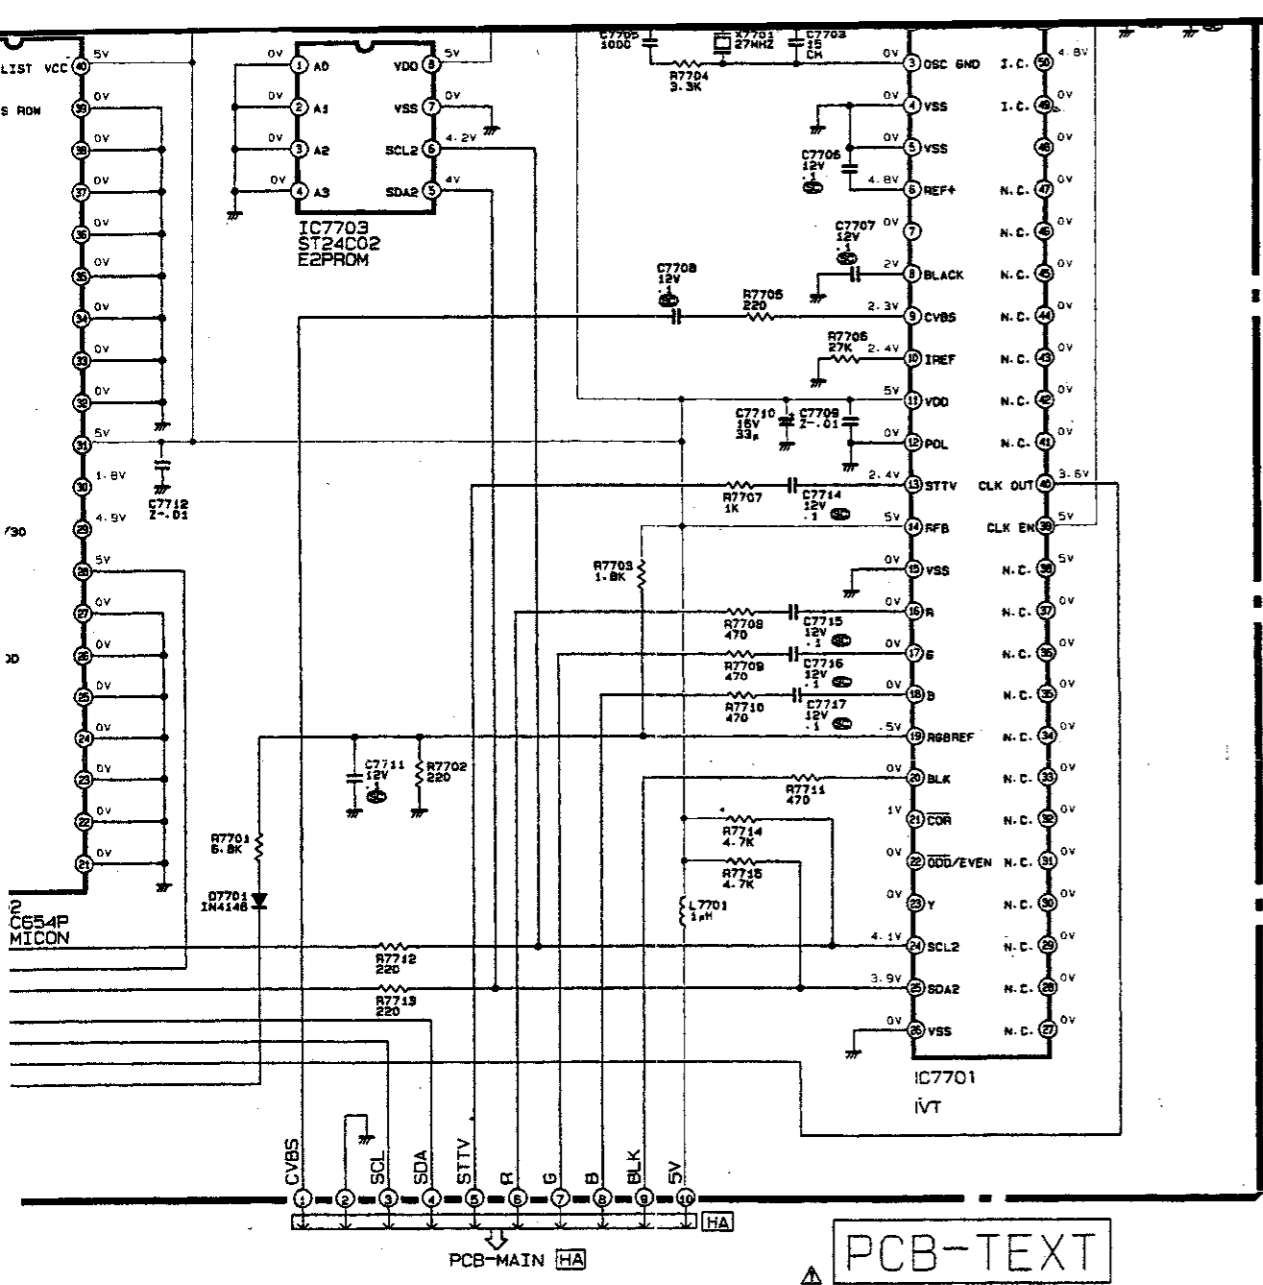 LIST VCC 40 5V
S ROM 39 0V
38 0V
37 0V
36 0V
35 0V
34 0V
33 0V
32 0V
31 5V
30 1.8V
29 4.9V
28 5V
27 0V
26 0V
25 0V
24 0V
23 0V
22 0V
21 0V
/30
2
C654P
MICON
C7712
Z-.01
0V 1 A0
0V 2 A1
0V 3 A2
0V 4 A3
VDD 8 5V
VSS 7 0V
SCL2 6 4.2V
SDA2 5 4V
IC7703
ST24C02
E2PROM
C7705
100D
X7701
27MHZ
C7703
15
CH
R7704
3.3K
C7706
12V
.1
C7707
12V
.1
C7708
12V
.1
R7705
220
R7706
27K
C7710
16V
33µ
C7709
Z-.01
R7707
1K
C7714
12V
.1
R7703
1.8K
R7708
470
C7715
12V
.1
R7709
470
C7716
12V
.1
R7710
470
C7717
12V
.1
C7711
12V
.1
R7702
220
R7711
470
R7701
6.8K
D7701
IN4148
R7714
4.7K
R7715
4.7K
L7701
1µH
R7712
220
R7713
220
0V 3 OSC GND
0V 4 VSS
0V 5 VSS
4.8V 6 REF+
0V 7
2V 8 BLACK
2.3V 9 CVBS
2.4V 10 IREF
5V 11 VDD
0V 12 POL
2.4V 13 STTV
5V 14 RFB
0V 15 VSS
0V 16 R
0V 17 G
0V 18 B
.5V 19 RGBREF
0V 20 BLK
1V 21 COR
0V 22 ODD/EVEN
0V 23 Y
4.1V 24 SCL2
3.9V 25 SDA2
0V 26 VSS
I.C. 50 4.8V
I.C. 49 0V
48 0V
N.C. 47 0V
N.C. 46 0V
N.C. 45 0V
N.C. 44 0V
N.C. 43 0V
N.C. 42 0V
N.C. 41 0V
CLK OUT 40 3.6V
CLK EN 39 5V
N.C. 38 5V
N.C. 37 0V
N.C. 36 0V
N.C. 35 0V
N.C. 34 0V
N.C. 33 0V
N.C. 32 0V
N.C. 31 0V
N.C. 30 0V
N.C. 29 0V
N.C. 28 0V
N.C. 27 0V
IC7701
IVT
CVBS SCL SDA STTV R G B BLK 5V
1 2 3 4 5 6 7 8 9 10
HA
PCB-MAIN HA
PCB-TEXT